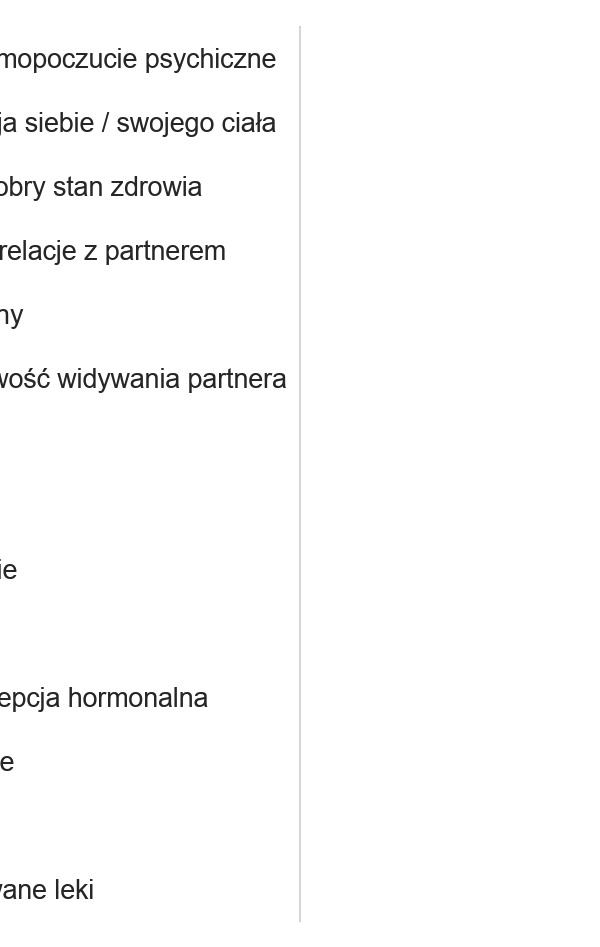 mopoczucie psychiczne
ja siebie / swojego ciała
obry stan zdrowia
relacje z partnerem
ny
wość widywania partnera
ie
epcja hormonalna
e
wane leki